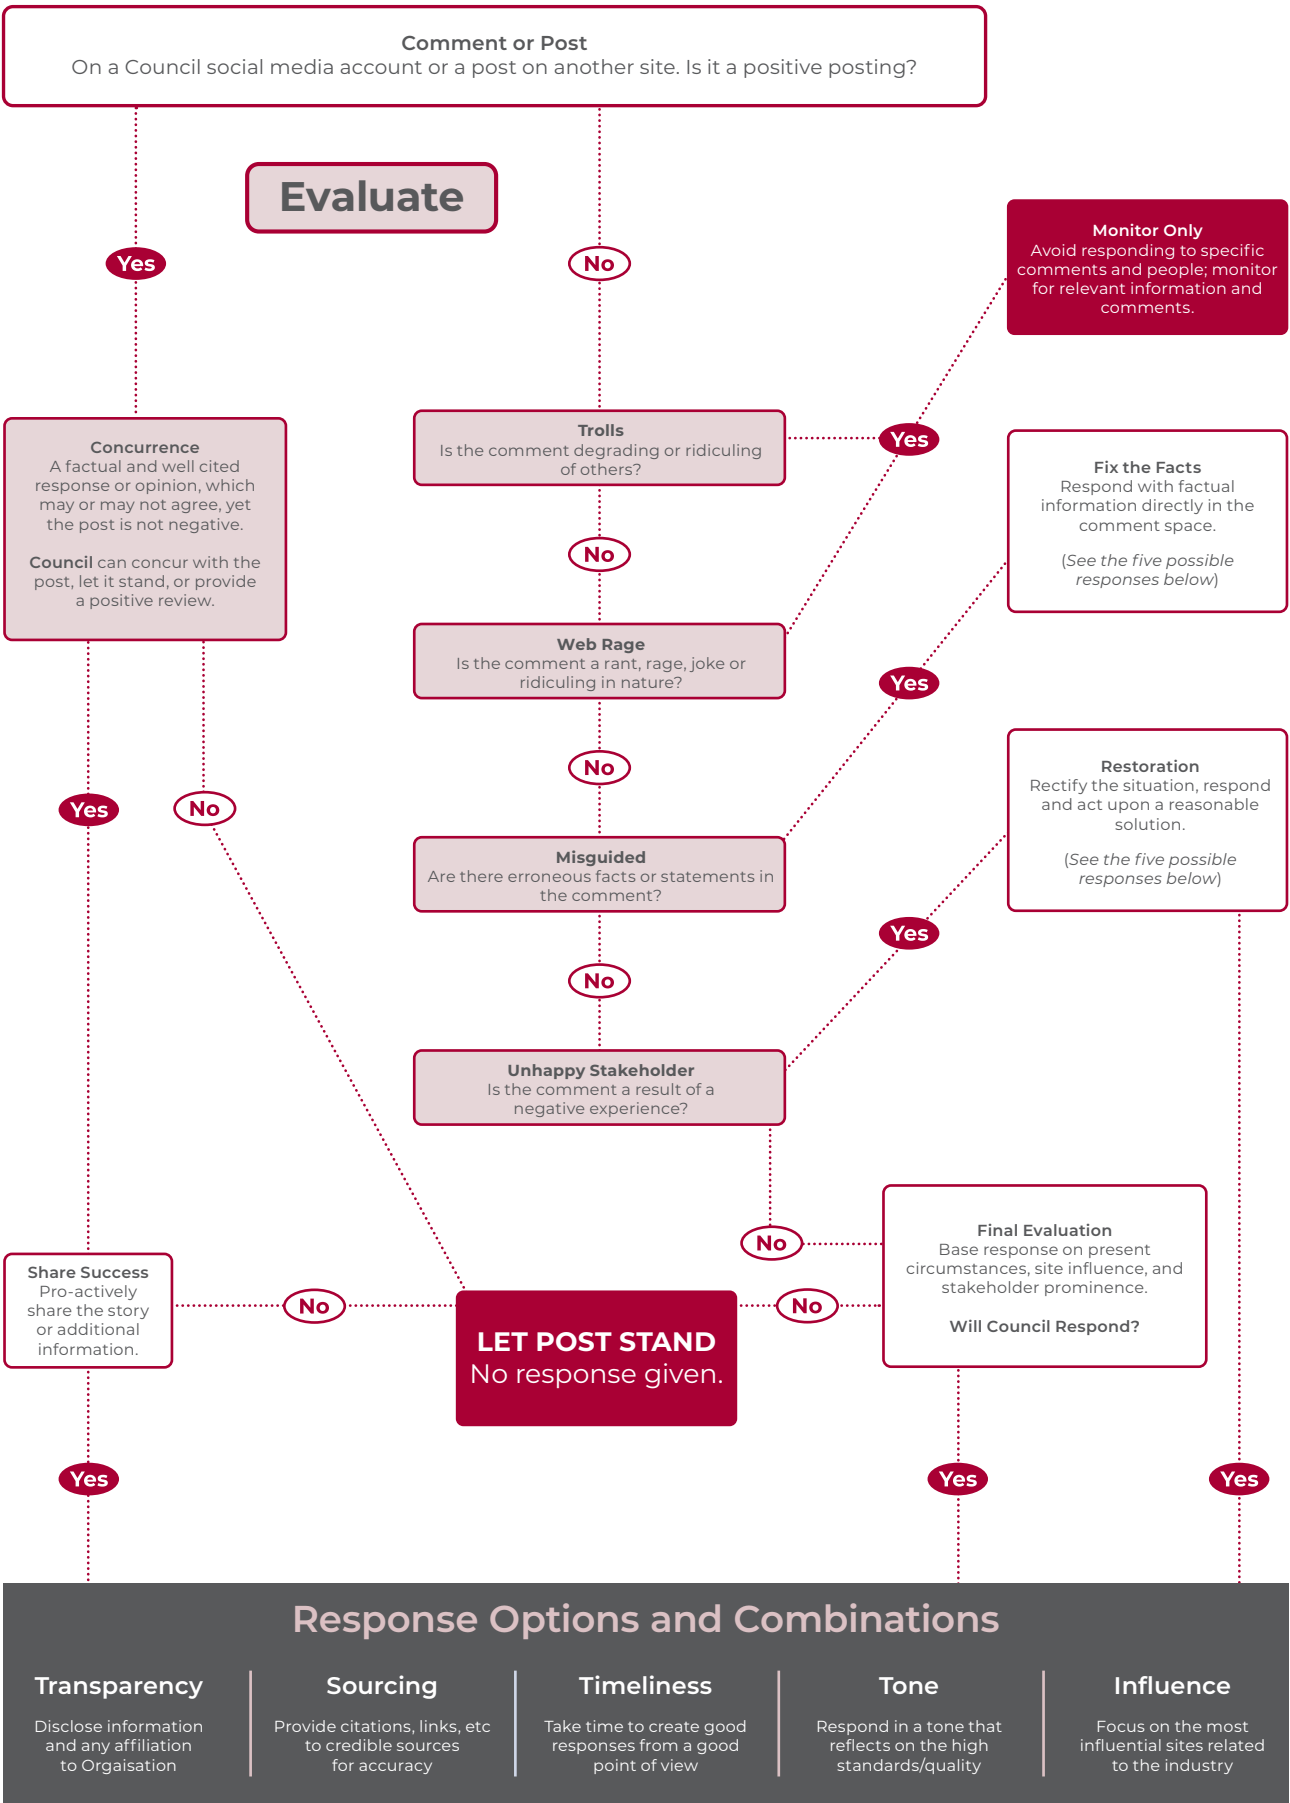 Comment or Post
On a Council social media account or a post on another site. Is it a positive posting?
Evaluate
Yes
No
Monitor Only
Avoid responding to specific
comments and people; monitor
for relevant information and
comments.
Concurrence
A factual and well cited
response or opinion, which
may or may not agree, yet
the post is not negative.
Council can concur with the
post, let it stand, or provide
a positive review.
Trolls
Is the comment degrading or ridiculing
of others?
Yes
Fix the Facts
Respond with factual
information directly in the
comment space.
(See the five possible
responses below)
No
Web Rage
Is the comment a rant, rage, joke or
ridiculing in nature?
Yes
No
Restoration
Rectify the situation, respond
and act upon a reasonable
solution.
(See the five possible
responses below)
Yes
No
Misguided
Are there erroneous facts or statements in
the comment?
Yes
No
Unhappy Stakeholder
Is the comment a result of a
negative experience?
No
Final Evaluation
Base response on present
circumstances, site influence, and
stakeholder prominence.
Will Council Respond?
Share Success
Pro-actively
share the story
or additional
information.
No
LET POST STAND
No response given.
No
Yes
Yes
Yes
Response Options and Combinations
Transparency
Disclose information
and any affiliation
to Orgaisation
Sourcing
Provide citations, links, etc
to credible sources
for accuracy
Timeliness
Take time to create good
responses from a good
point of view
Tone
Respond in a tone that
reflects on the high
standards/quality
Influence
Focus on the most
influential sites related
to the industry